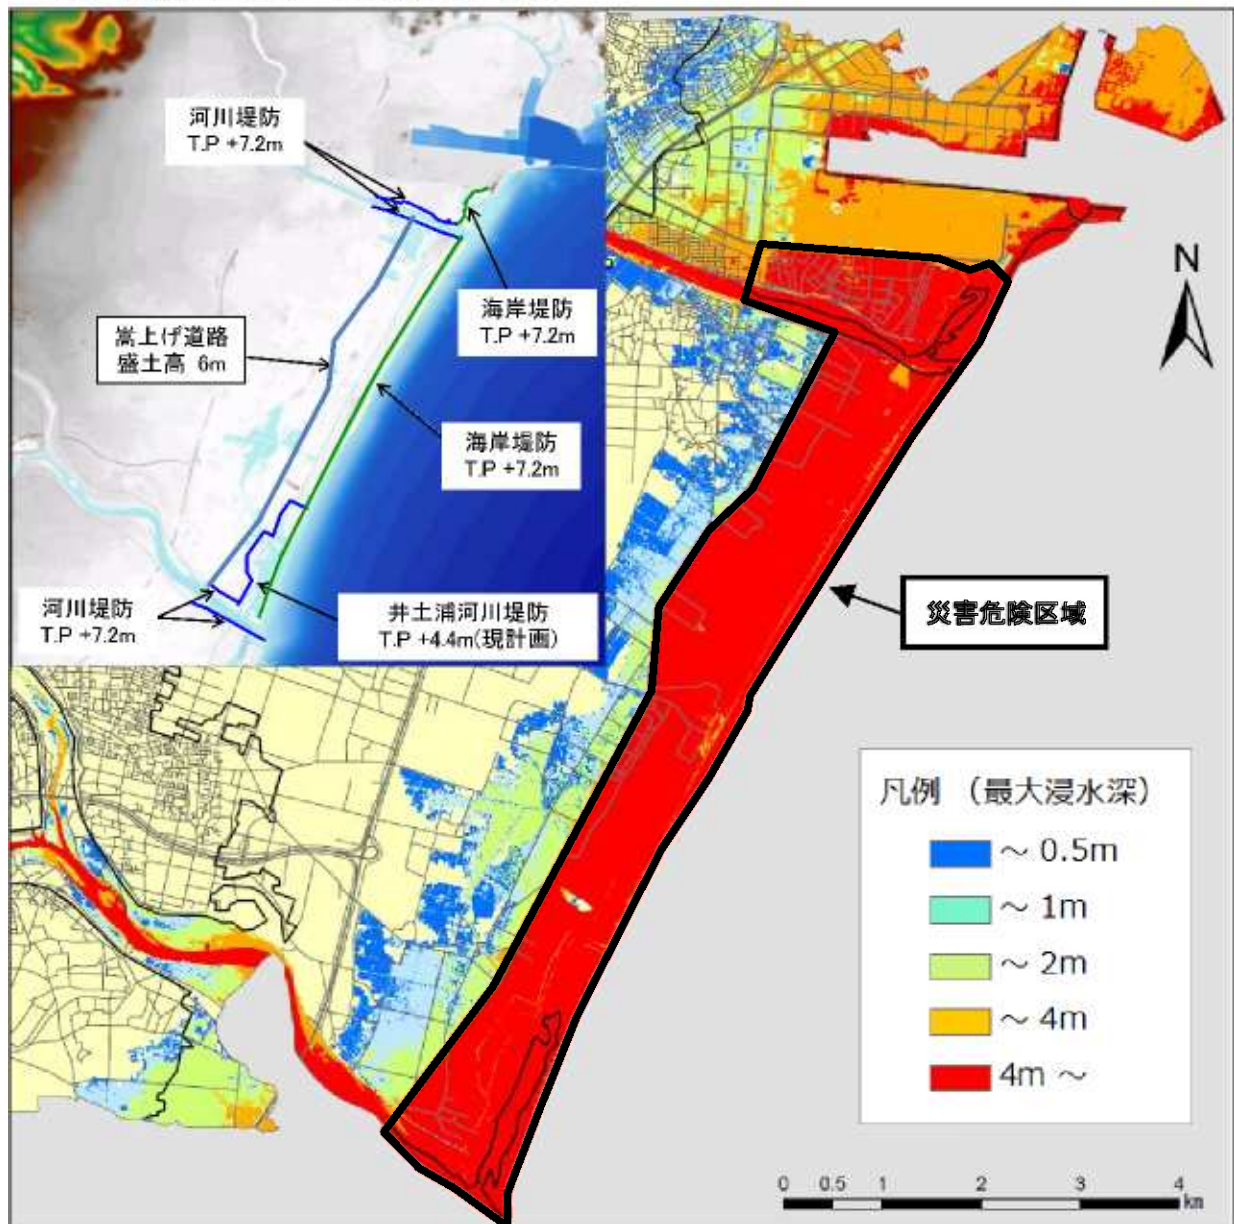 河川堤防
T.P +7.2m
海岸堤防
T.P +7.2m
嵩上げ道路
盛土高 6m
海岸堤防
T.P +7.2m
河川堤防
T.P +7.2m
井土浦河川堤防
T.P +4.4m(現計画)
N
災害危険区域
凡例 (最大浸水深)
~ 0.5m
~ 1m
~ 2m
~ 4m
4m ~
0 0.5 1 2 3 4
km